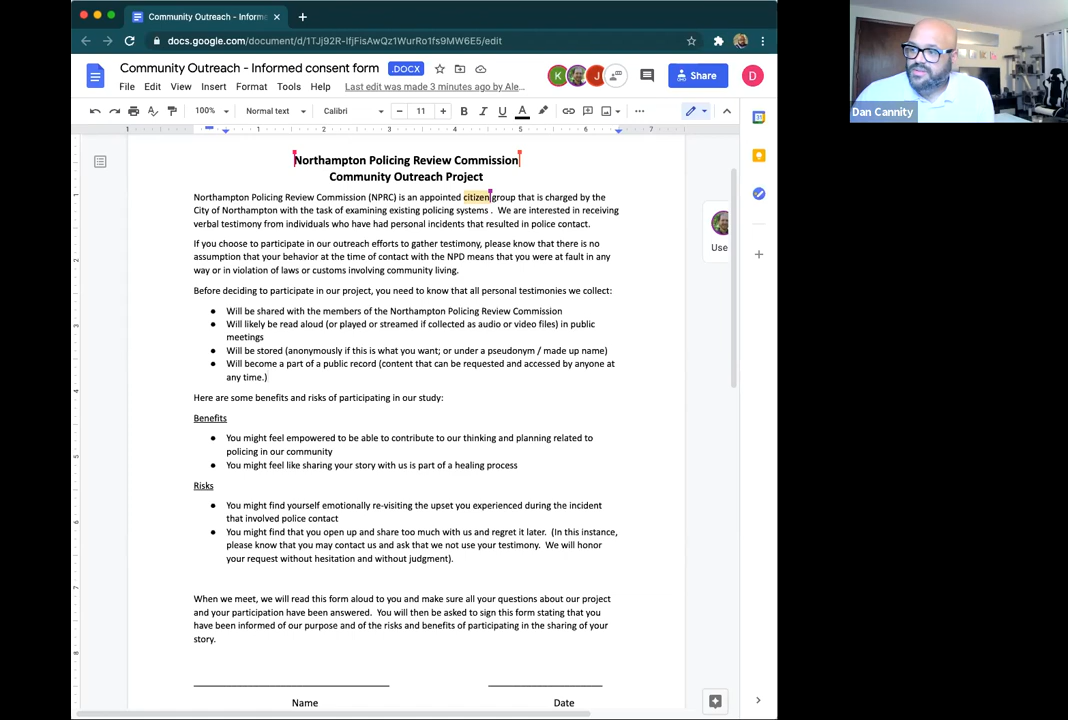 Community Outreach - Inform
docs.google.com/document/d/1TJj92R-lfjFisAwQz1WurRo1fs9MW6E5/edit
Community Outreach - Informed consent form .DOCX
File Edit View Insert Format Tools Help Last edit was made 3 minutes ago by Ale...
K J Share D
100% Normal text Calibri 11 B I U A
1 1 2 3 4 5 6 7
Northampton Policing Review Commission
Community Outreach Project
Northampton Policing Review Commission (NPRC) is an appointed citizen group that is charged by the
City of Northampton with the task of examining existing policing systems . We are interested in receiving
verbal testimony from individuals who have had personal incidents that resulted in police contact.
If you choose to participate in our outreach efforts to gather testimony, please know that there is no
assumption that your behavior at the time of contact with the NPD means that you were at fault in any
way or in violation of laws or customs involving community living.
Before deciding to participate in our project, you need to know that all personal testimonies we collect:
● Will be shared with the members of the Northampton Policing Review Commission
● Will likely be read aloud (or played or streamed if collected as audio or video files) in public
meetings
● Will be stored (anonymously if this is what you want; or under a pseudonym / made up name)
● Will become a part of a public record (content that can be requested and accessed by anyone at
any time.)
Here are some benefits and risks of participating in our study:
Benefits
● You might feel empowered to be able to contribute to our thinking and planning related to
policing in our community
● You might feel like sharing your story with us is part of a healing process
Risks
● You might find yourself emotionally re-visiting the upset you experienced during the incident
that involved police contact
● You might find that you open up and share too much with us and regret it later. (In this instance,
please know that you may contact us and ask that we not use your testimony. We will honor
your request without hesitation and without judgment).
When we meet, we will read this form aloud to you and make sure all your questions about our project
and your participation have been answered. You will then be asked to sign this form stating that you
have been informed of our purpose and of the risks and benefits of participating in the sharing of your
story.
Name Date
Use
Dan Cannity